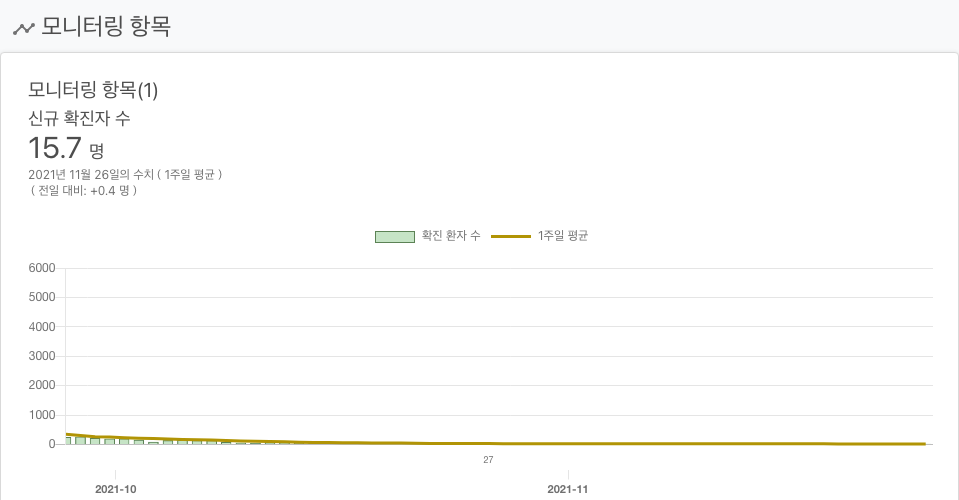 모니터링 항목
모니터링 항목(1)
신규 확진자 수
15.7 명
2021년 11월 26일의 수치 ( 1주일 평균 )
( 전일 대비: +0.4 명 )
확진 환자 수 1주일 평균
6000
5000
4000
3000
2000
1000
0
27
2021-10 2021-11